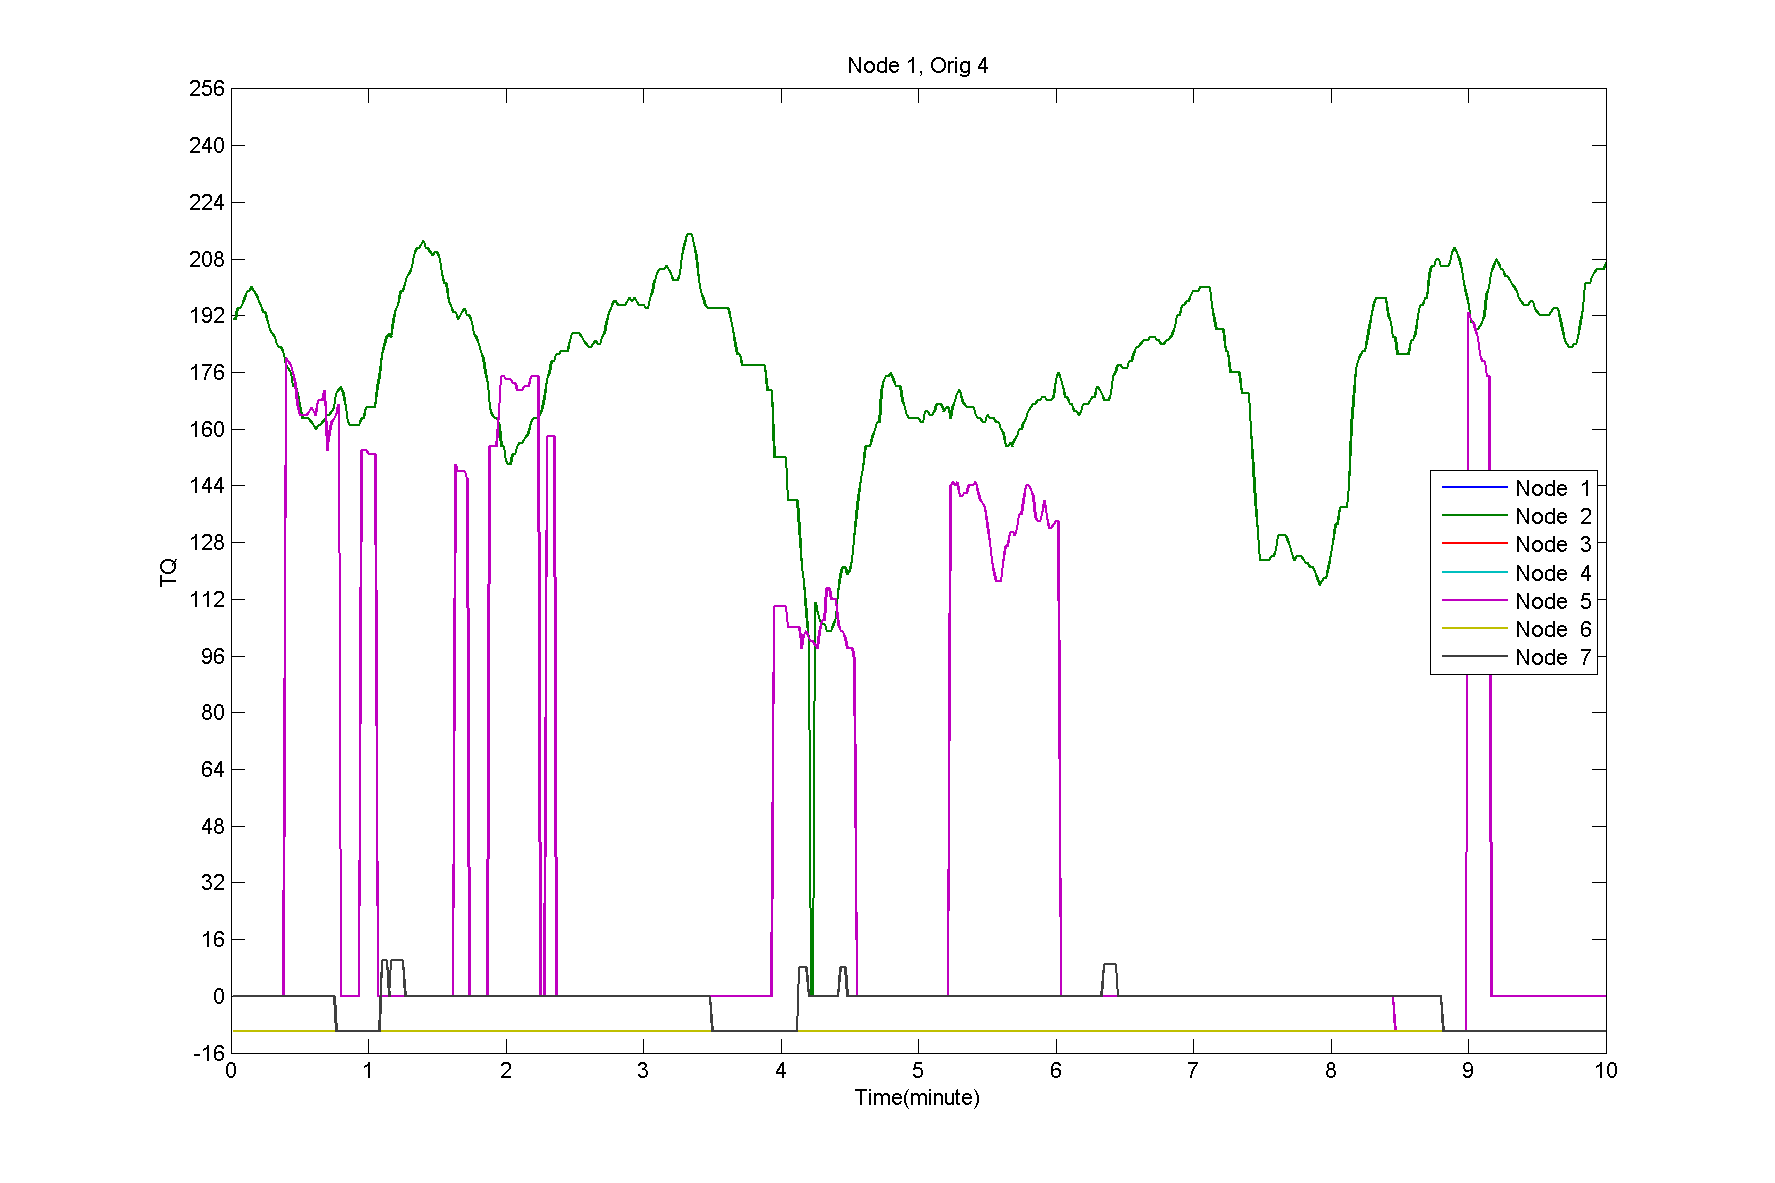 Node 1, Orig 4
256
240
224
208
192
176
160
144
128
112
96
80
64
48
32
16
0
-16
TQ
Node 1
Node 2
Node 3
Node 4
Node 5
Node 6
Node 7
0 1 2 3 4 5 6 7 8 9 10
Time(minute)